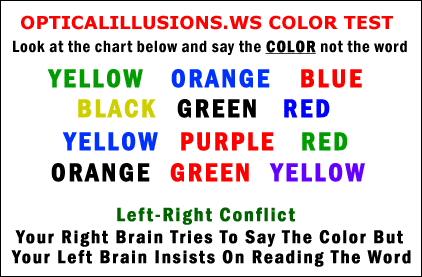 OPTICALILLUSIONS.WS COLOR TEST
Look at the chart below and say the COLOR not the word
YELLOW ORANGE BLUE
BLACK GREEN RED
YELLOW PURPLE RED
ORANGE GREEN YELLOW
Left-Right Conflict
Your Right Brain Tries To Say The Color But
Your Left Brain Insists On Reading The Word